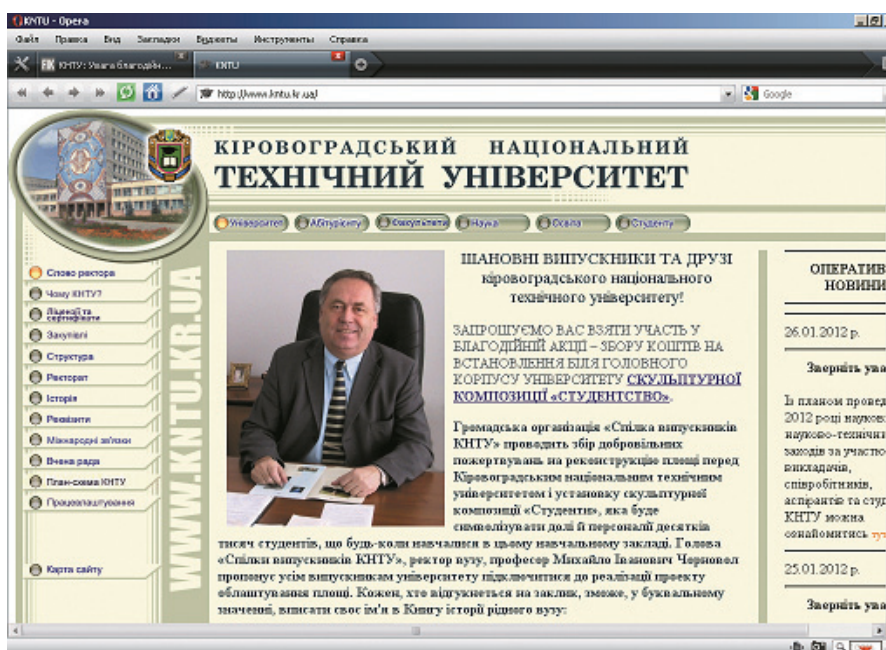 KNTU - Opera
Файл Правка Вид Закладки Виджеты Инструменты Справка
КНТУ: Увага благодійн... KNTU
http://www.kntu.kr.ua/ Google
КІРОВОГРАДСЬКИЙ НАЦІОНАЛЬНИЙ
ТЕХНІЧНИЙ УНІВЕРСИТЕТ
Університет Абітурієнту Факультети Наука Освіта Студенту
Слово ректора
Чому КНТУ?
Ліцензії та
сертифікати
Закупівлі
Структура
Ректорат
Історія
Реквізити
Міжнародні зв'язки
Вчена рада
План-схема КНТУ
Працевлаштування
Карта сайту
WWW.KNTU.KR.UA
ШАНОВНІ ВИПУСКНИКИ ТА ДРУЗІ
кіровоградського національного
технічного університету!
ЗАПРОШУЄМО ВАС ВЗЯТИ УЧАСТЬ У
БЛАГОДІЙНІЙ АКЦІЇ – ЗБОРУ КОШТІВ НА
ВСТАНОВЛЕННЯ БІЛЯ ГОЛОВНОГО
КОРПУСУ УНІВЕРСИТЕТУ СКУЛЬПТУРНОЇ
КОМПОЗИЦІЇ «СТУДЕНТСТВО».
Громадська організація «Спілка випускників
КНТУ» проводить збір добровільних
пожертвувань на реконструкцію площі перед
Кіровоградським національним технічним
університетом і установку скульптурної
композиції «Студенти», яка буде
символізувати долі й персоналії десятків
тисяч студентів, що будь-коли навчалися в цьому навчальному закладі. Голова
«Спілки випускників КНТУ», ректор вузу, професор Михайло Іванович Черновол
пропонує усім випускникам університету підключитися до реалізації проекту
облаштування площі. Кожен, хто відгукнеться на заклик, зможе, у буквальному
значенні, вписати своє ім'я в Книгу історії рідного вузу:
ОПЕРАТИВ
НОВИНИ
26.01.2012 р.
Зверніть ува
Із планом провед
2012 році науков
науково-технічни
заходів за участю
викладачів,
співробітників,
аспірантів та студ
КНТУ можна
ознайомитись тут
25.01.2012 р.
Зверніть ува